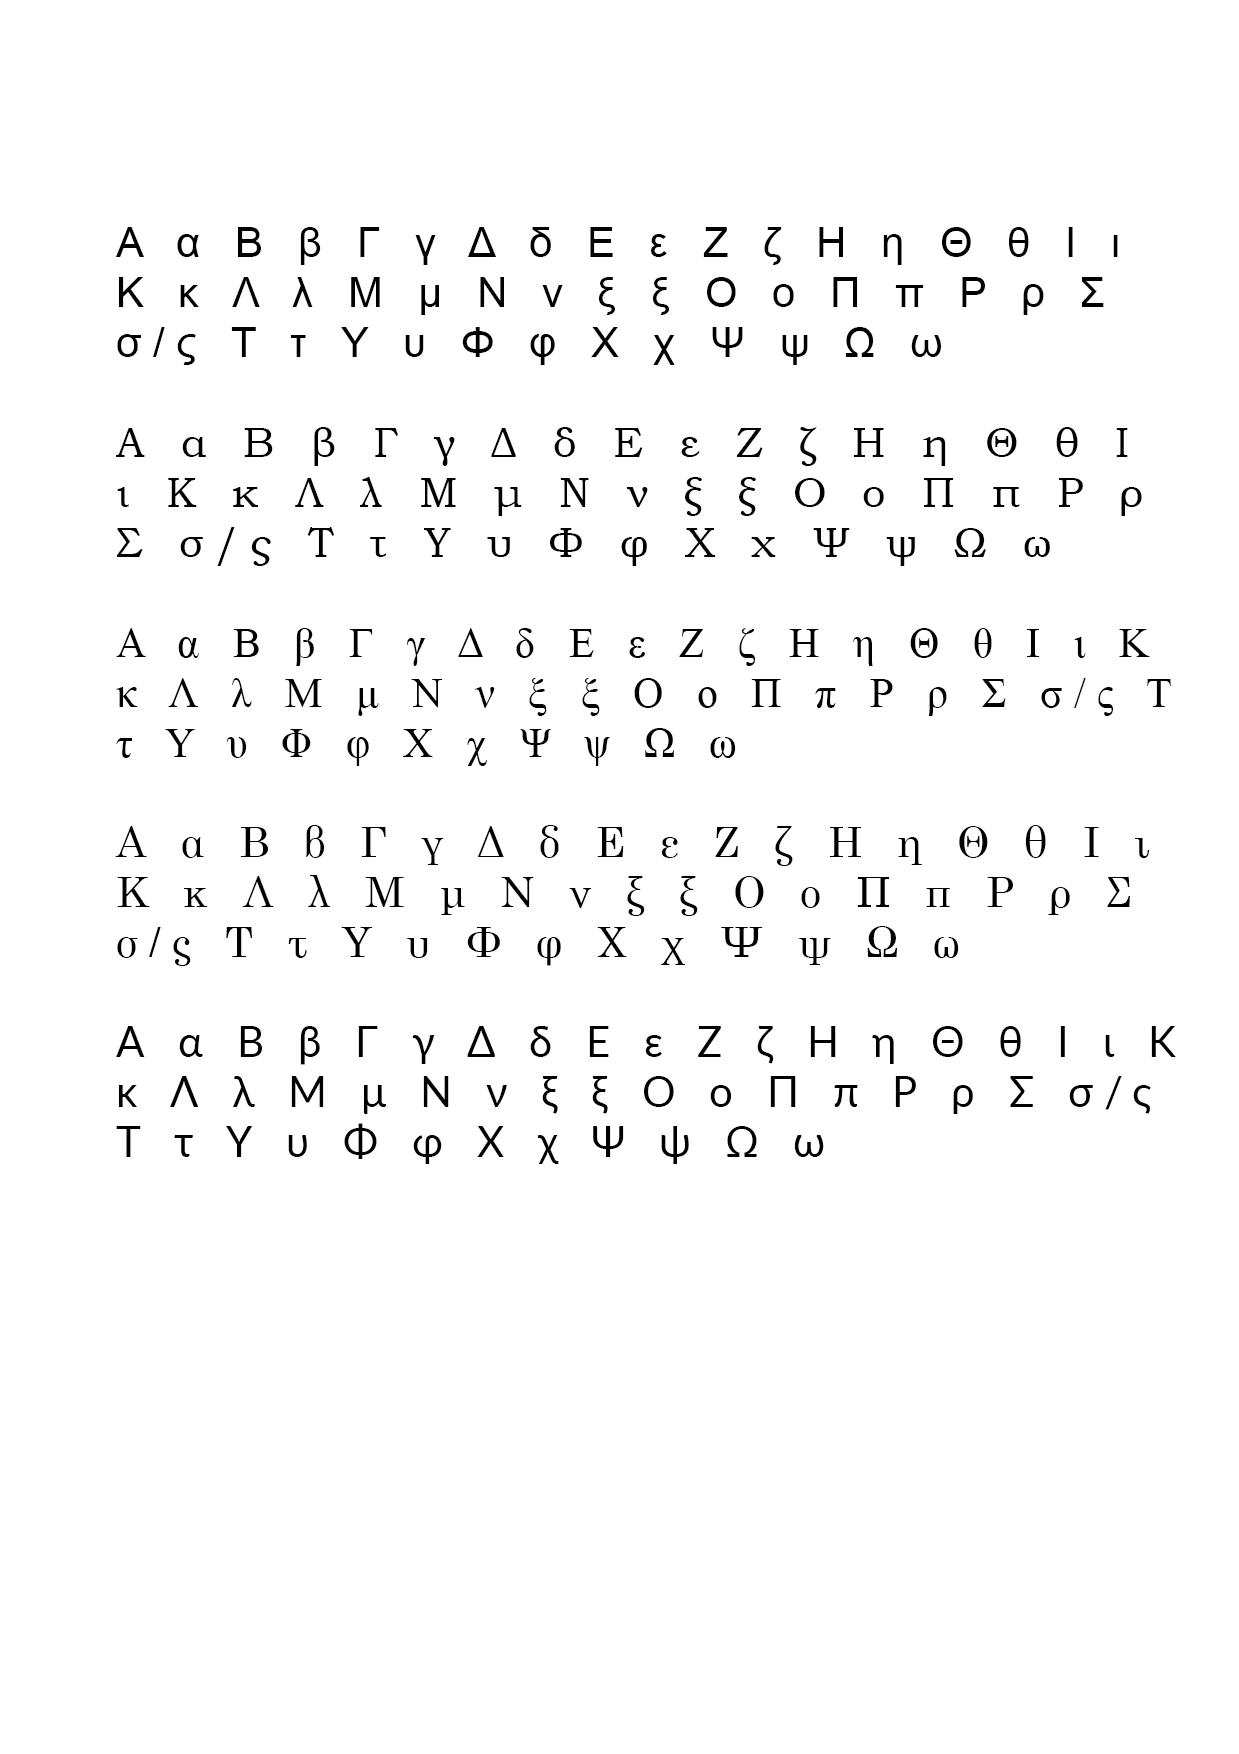 Α α Β β Γ γ Δ δ Ε ε Ζ ζ Η η Θ θ Ι ι
Κ κ Λ λ Μ μ Ν ν ξ ξ Ο ο Π π Ρ ρ Σ
σ / ς Τ τ Υ υ Φ φ Χ χ Ψ ψ Ω ω
Α α Β β Γ γ Δ δ Ε ε Ζ ζ Η η Θ θ Ι
ι Κ κ Λ λ Μ μ Ν ν ξ ξ Ο ο Π π Ρ ρ
Σ σ / ς Τ τ Υ υ Φ φ Χ χ Ψ ψ Ω ω
Α α Β β Γ γ Δ δ Ε ε Ζ ζ Η η Θ θ Ι ι Κ
κ Λ λ Μ μ Ν ν ξ ξ Ο ο Π π Ρ ρ Σ σ / ς Τ
τ Υ υ Φ φ Χ χ Ψ ψ Ω ω
Α α Β β Γ γ Δ δ Ε ε Ζ ζ Η η Θ θ Ι ι
Κ κ Λ λ Μ μ Ν ν ξ ξ Ο ο Π π Ρ ρ Σ
σ / ς Τ τ Υ υ Φ φ Χ χ Ψ ψ Ω ω
Α α Β β Γ γ Δ δ Ε ε Ζ ζ Η η Θ θ Ι ι Κ
κ Λ λ Μ μ Ν ν ξ ξ Ο ο Π π Ρ ρ Σ σ / ς
Τ τ Υ υ Φ φ Χ χ Ψ ψ Ω ω